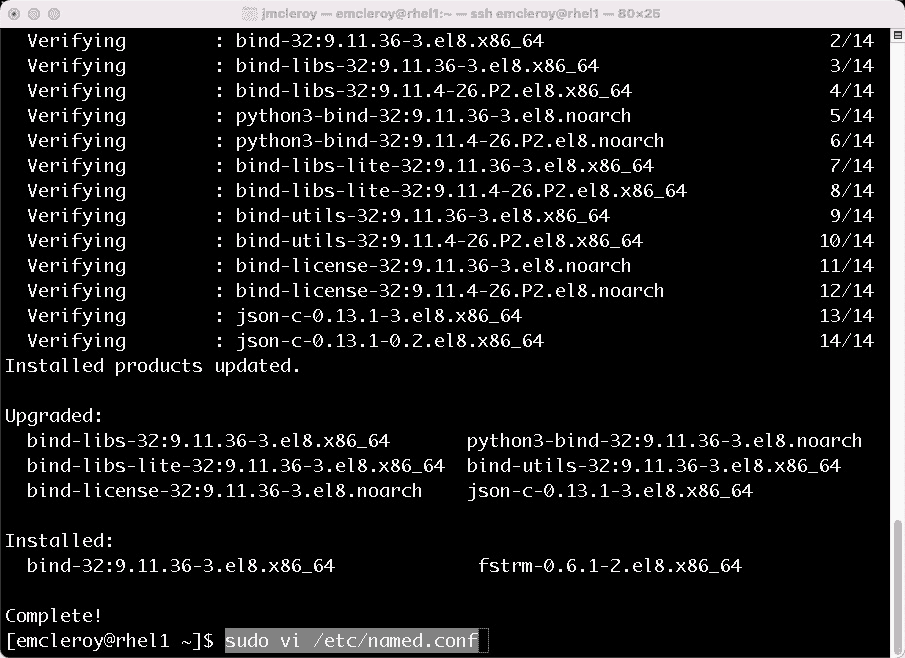 jmcleroy — emcleroy@rhel1:~ — ssh emcleroy@rhel1 — 80×25
Verifying : bind-32:9.11.36-3.el8.x86_64 2/14
Verifying : bind-libs-32:9.11.36-3.el8.x86_64 3/14
Verifying : bind-libs-32:9.11.4-26.P2.el8.x86_64 4/14
Verifying : python3-bind-32:9.11.36-3.el8.noarch 5/14
Verifying : python3-bind-32:9.11.4-26.P2.el8.noarch 6/14
Verifying : bind-libs-lite-32:9.11.36-3.el8.x86_64 7/14
Verifying : bind-libs-lite-32:9.11.4-26.P2.el8.x86_64 8/14
Verifying : bind-utils-32:9.11.36-3.el8.x86_64 9/14
Verifying : bind-utils-32:9.11.4-26.P2.el8.x86_64 10/14
Verifying : bind-license-32:9.11.36-3.el8.noarch 11/14
Verifying : bind-license-32:9.11.4-26.P2.el8.noarch 12/14
Verifying : json-c-0.13.1-3.el8.x86_64 13/14
Verifying : json-c-0.13.1-0.2.el8.x86_64 14/14
Installed products updated.
Upgraded:
bind-libs-32:9.11.36-3.el8.x86_64 python3-bind-32:9.11.36-3.el8.noarch
bind-libs-lite-32:9.11.36-3.el8.x86_64 bind-utils-32:9.11.36-3.el8.x86_64
bind-license-32:9.11.36-3.el8.noarch json-c-0.13.1-3.el8.x86_64
Installed:
bind-32:9.11.36-3.el8.x86_64 fstrm-0.6.1-2.el8.x86_64
Complete!
[emcleroy@rhel1 ~]$ sudo vi /etc/named.conf